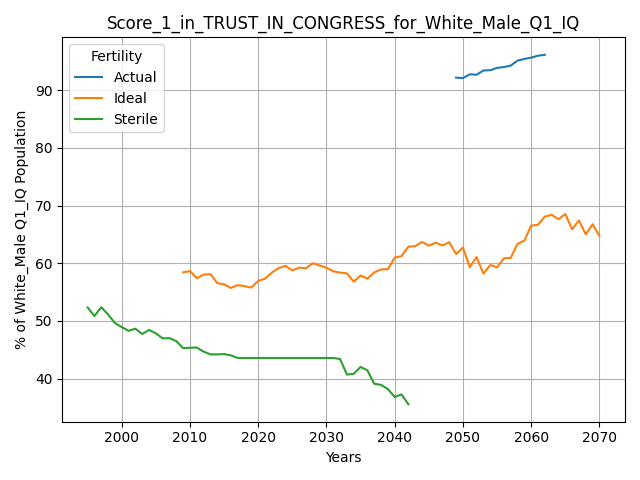 Score_1_in_TRUST_IN_CONGRESS_for_White_Male_Q1_IQ
Fertility
Actual
Ideal
Sterile
% of White_Male Q1_IQ Population
90
80
70
60
50
40
2000 2010 2020 2030 2040 2050 2060 2070
Years